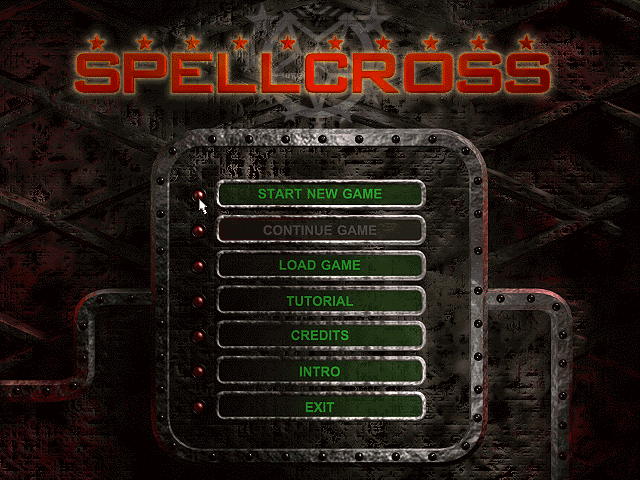 SPELLCROSS
START NEW GAME
CONTINUE GAME
LOAD GAME
TUTORIAL
CREDITS
INTRO
EXIT